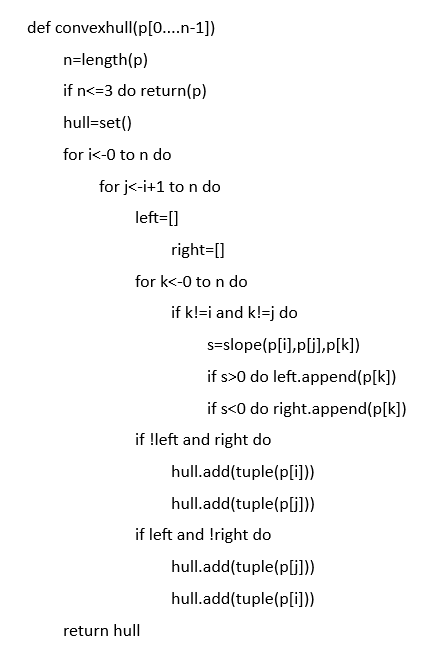 def convexhull(p[0....n-1])
n=length(p)
if n<=3 do return(p)
hull=set()
for i<-0 to n do
for j<-i+1 to n do
left=[]
right=[]
for k<-0 to n do
if k!=i and k!=j do
s=slope(p[i],p[j],p[k])
if s>0 do left.append(p[k])
if s<0 do right.append(p[k])
if !left and right do
hull.add(tuple(p[i]))
hull.add(tuple(p[j]))
if left and !right do
hull.add(tuple(p[j]))
hull.add(tuple(p[i]))
return hull